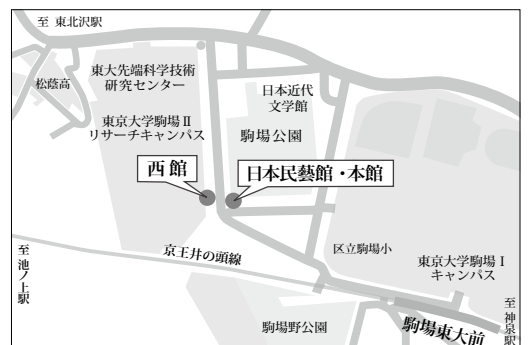 至 東北沢駅
松蔭高
東大先端科学技術
研究センター
東京大学駒場Ⅱ
リサーチキャンパス
日本近代
文学館
駒場公園
西館
日本民藝館・本館
京王井の頭線
区立駒場小
東京大学駒場Ⅰ
キャンパス
至 池ノ上駅
駒場野公園
駒場東大前
至 神泉駅